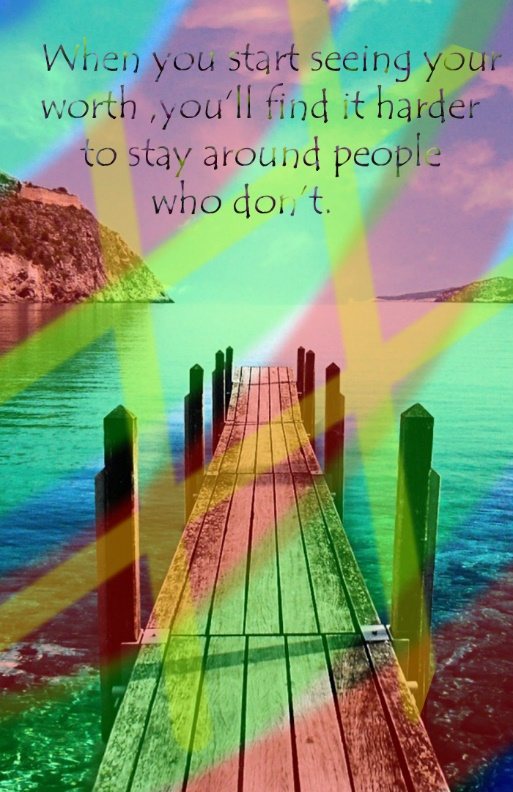 When you start seeing your
worth ,you'll find it harder
to stay around people
who don't.